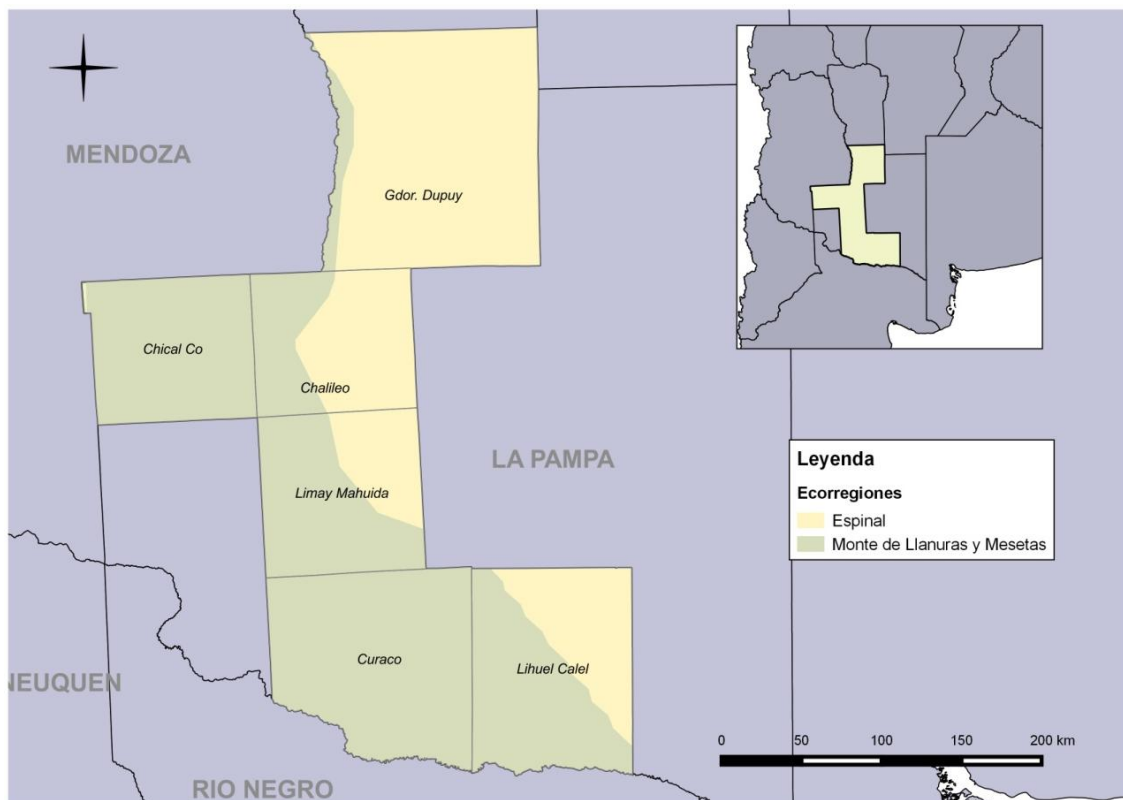 MENDOZA
Gdor. Dupuy
Chical Co
Chalileo
LA PAMPA
Limay Mahuida
Leyenda
Ecorregiones
Espinal
Monte de Llanuras y Mesetas
Curaco
Lihuel Calel
NEUQUEN
0 50 100 150 200 km
RIO NEGRO